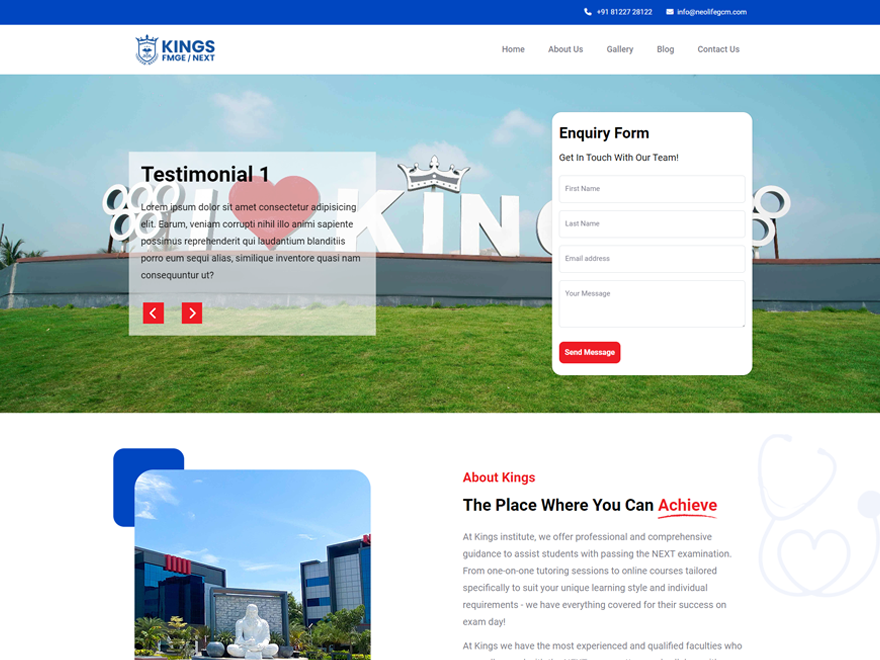 +91 81227 28122 info@neolifegcm.com
KINGS
FMGE / NEXT
Home About Us Gallery Blog Contact Us
I KING
Testimonial 1
Lorem ipsum dolor sit amet consectetur adipisicing
elit. Earum, veniam corrupti nihil illo animi sapiente
possimus reprehenderit qui laudantium blanditiis
porro eum sequi alias, similique inventore quasi nam
consequuntur ut?
Enquiry Form
Get In Touch With Our Team!
First Name
Last Name
Email address
Your Message
Send Message
About Kings
The Place Where You Can Achieve
At Kings institute, we offer professional and comprehensive
guidance to assist students with passing the NEXT examination.
From one-on-one tutoring sessions to online courses tailored
specifically to suit your unique learning style and individual
requirements - we have everything covered for their success on
exam day!
At Kings we have the most experienced and qualified faculties who